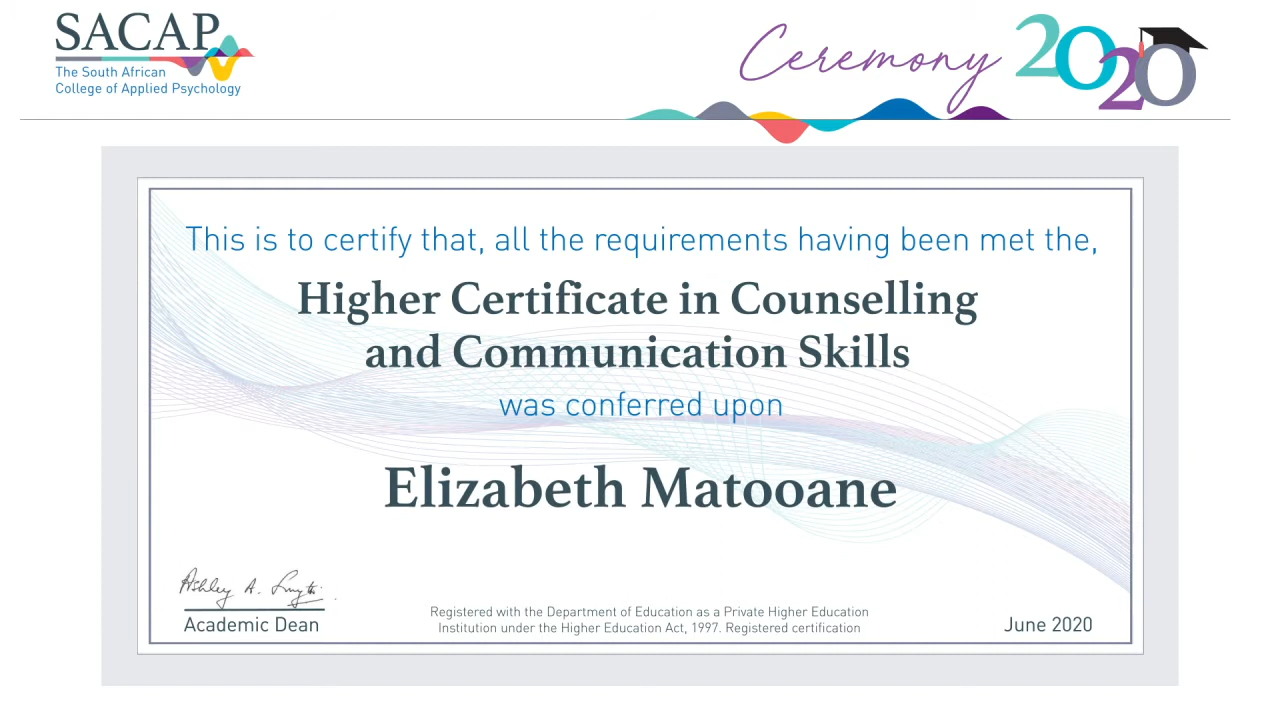 SACAP
The South African
College of Applied Psychology
Ceremony 2020
This is to certify that, all the requirements having been met the,
Higher Certificate in Counselling
and Communication Skills
was conferred upon
Elizabeth Matooane
Ashley A. Smyth
Academic Dean
Registered with the Department of Education as a Private Higher Education
Institution under the Higher Education Act, 1997. Registered certification
June 2020